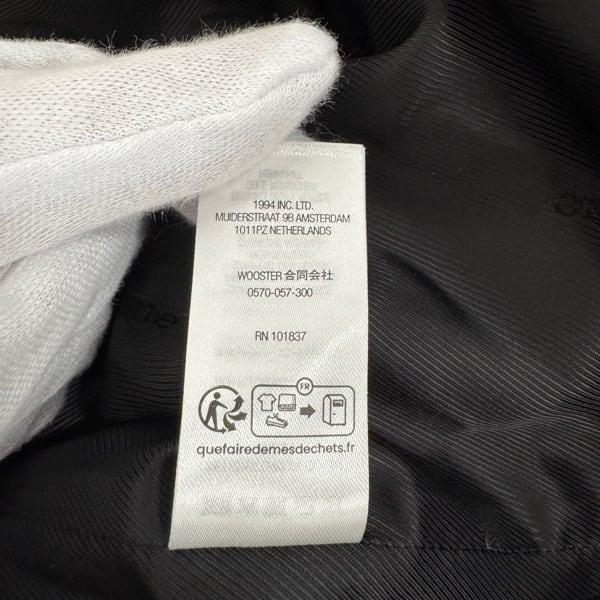 1994 INC. LTD.
MUIDERSTRAAT 9B AMSTERDAM
1011PZ NETHERLANDS
WOOSTER 合同会社
0570-057-300
RN 101837
FR
quefairedemesdechets.fr